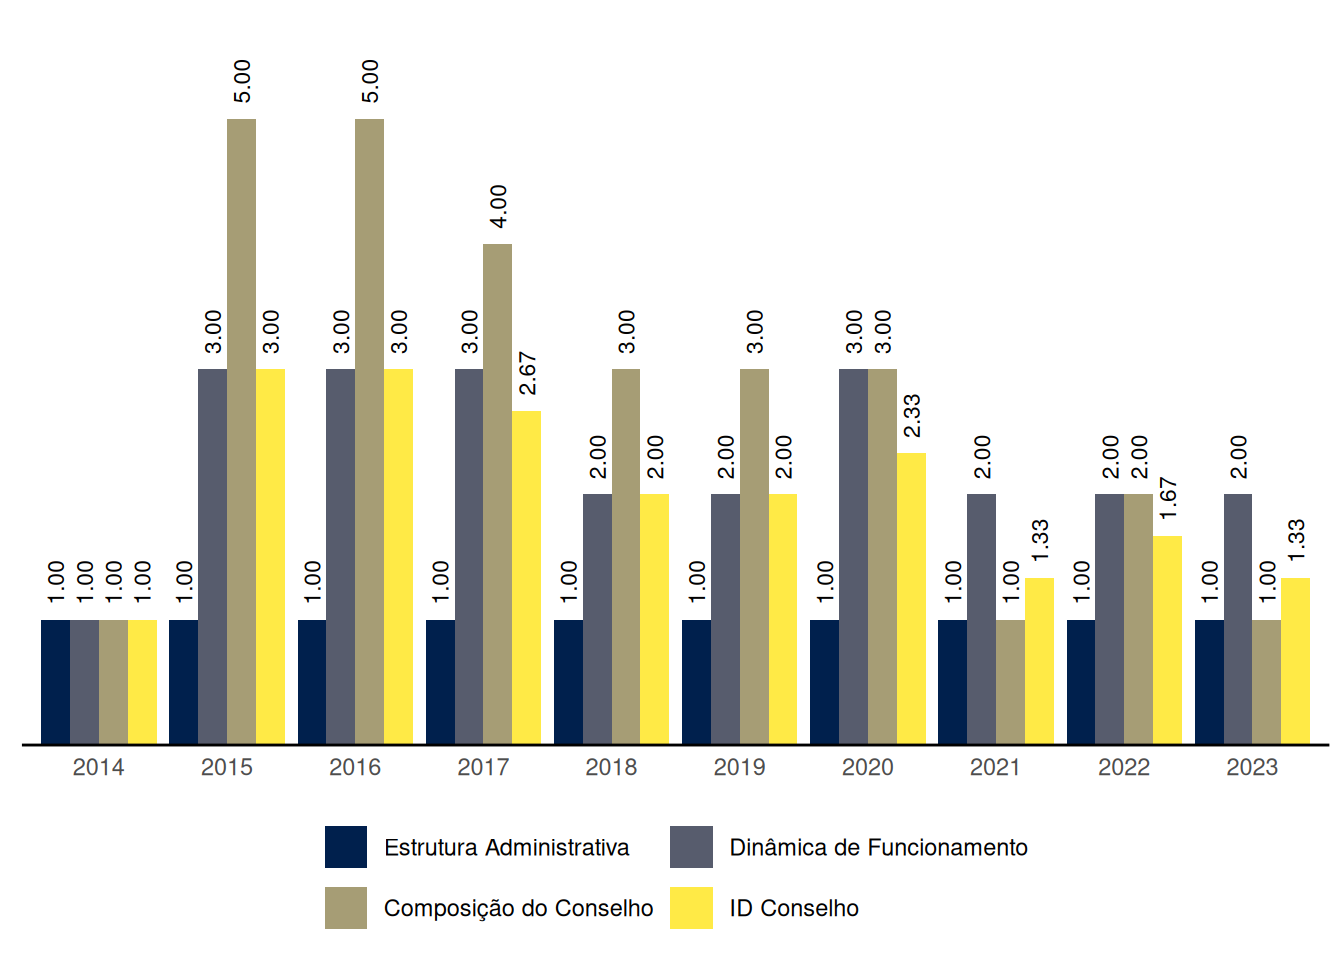 5.00 5.00
4.00
3.00 3.00 3.00 3.00 3.00 3.00 3.00 3.00 3.00
2.67
2.33
2.00 2.00 2.00 2.00 2.00 2.00 2.00 2.00
1.67
1.33 1.33
1.00 1.00 1.00 1.00 1.00 1.00 1.00 1.00 1.00 1.00 1.00 1.00 1.00 1.00 1.00
2014 2015 2016 2017 2018 2019 2020 2021 2022 2023
Estrutura Administrativa Dinâmica de Funcionamento
Composição do Conselho ID Conselho